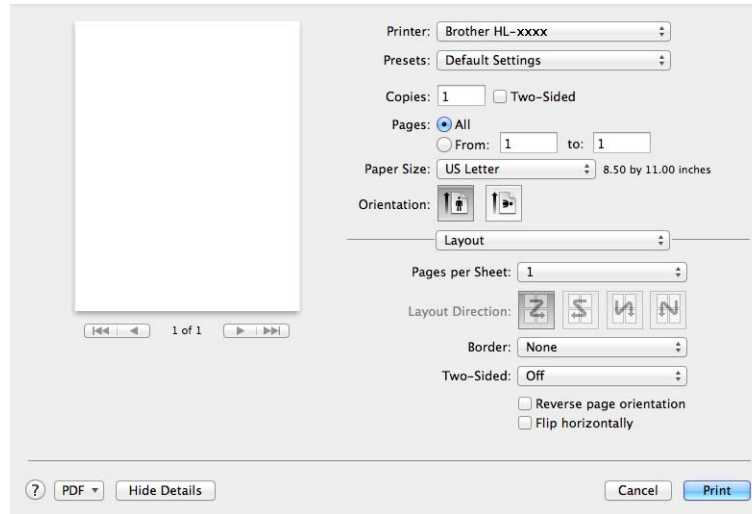 Printer: Brother HL-xxxx
Presets: Default Settings
Copies: 1 Two-Sided
Pages: All
From: 1 to: 1
Paper Size: US Letter 8.50 by 11.00 inches
Orientation:
Layout
Pages per Sheet: 1
Layout Direction:
1 of 1
Border: None
Two-Sided: Off
Reverse page orientation
Flip horizontally
? PDF Hide Details Cancel Print